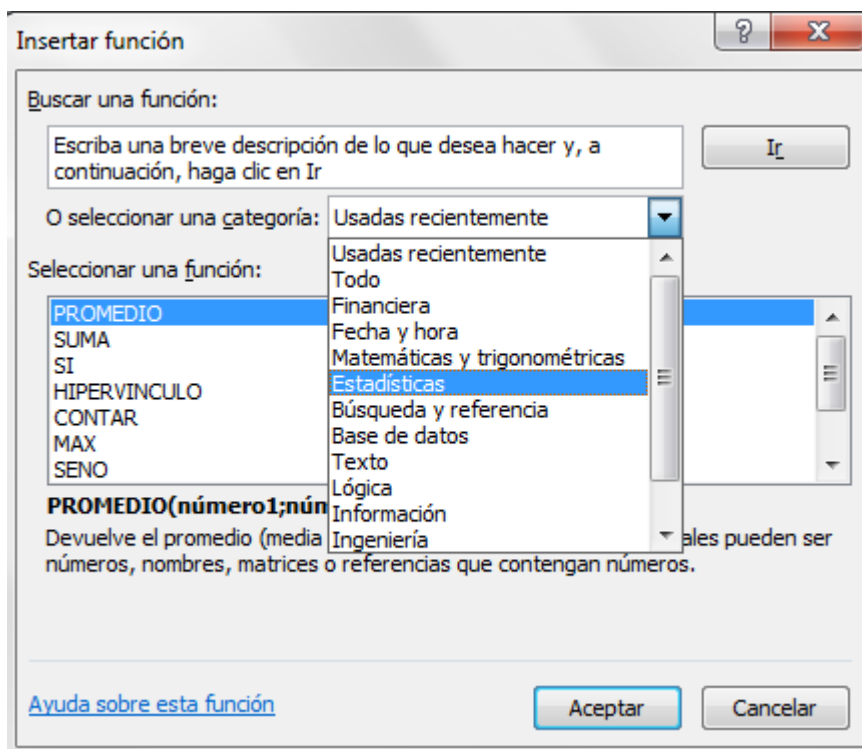 Insertar función
Buscar una función:
Escriba una breve descripción de lo que desea hacer y, a
continuación, haga clic en Ir
Ir
O seleccionar una categoría: Usadas recientemente
Usadas recientemente
Todo
Financiera
Fecha y hora
Matemáticas y trigonométricas
Estadísticas
Búsqueda y referencia
Base de datos
Texto
Lógica
Información
Ingeniería
Seleccionar una función:
PROMEDIO
SUMA
SI
HIPERVINCULO
CONTAR
MAX
SENO
PROMEDIO(número1;núm
Devuelve el promedio (media ales pueden ser
números, nombres, matrices o referencias que contengan números.
Ayuda sobre esta función
Aceptar
Cancelar